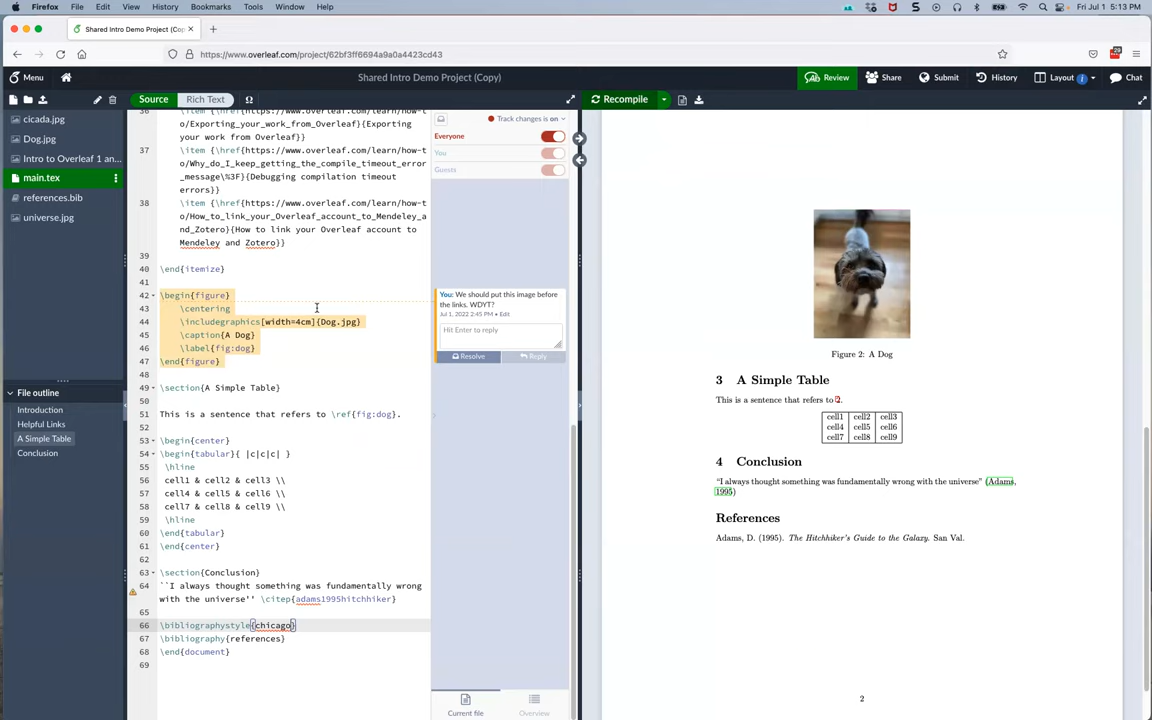 Firefox File Edit View History Bookmarks Tools Window Help Fri Jul 1 5:13 PM
Shared Intro Demo Project (Copy)
https://www.overleaf.com/project/62bf3ff6694a9a0a4423cd43
20
Menu Shared Intro Demo Project (Copy) Review Share Submit History Layout Chat
Source Rich Text Ω Recompile
cicada.jpg
Dog.jpg
Intro to Overleaf 1 an...
main.tex
references.bib
universe.jpg
File outline
Introduction
Helpful Links
A Simple Table
Conclusion
36 \item {\href{https://www.overleaf.com/learn/how-t
o/Exporting_your_work_from_Overleaf}{Exporting
your work from Overleaf}}
37 \item {\href{https://www.overleaf.com/learn/how-t
o/Why_do_I_keep_getting_the_compile_timeout_error
_message\%3F}{Debugging compilation timeout
errors}}
38 \item {\href{https://www.overleaf.com/learn/how-t
o/How_to_link_your_Overleaf_account_to_Mendeley_a
nd_Zotero}{How to link your Overleaf account to
Mendeley and Zotero}}
39
40 \end{itemize}
41
42 \begin{figure}
43 \centering
44 \includegraphics[width=4cm]{Dog.jpg}
45 \caption{A Dog}
46 \label{fig:dog}
47 \end{figure}
48
49 \section{A Simple Table}
50
51 This is a sentence that refers to \ref{fig:dog}.
52
53 \begin{center}
54 \begin{tabular}{ |c|c|c| }
55 \hline
56 cell1 & cell2 & cell3 \\
57 cell4 & cell5 & cell6 \\
58 cell7 & cell8 & cell9 \\
59 \hline
60 \end{tabular}
61 \end{center}
62
63 \section{Conclusion}
64 ``I always thought something was fundamentally wrong
with the universe'' \citep{adams1995hitchhiker}
65
66 \bibliographystyle{chicago}
67 \bibliography{references}
68 \end{document}
69
Track changes is on
Everyone
You
Guests
You: We should put this image before
the links. WDYT?
Jul 1, 2022 2:45 PM • Edit
Hit Enter to reply
Resolve Reply
Current file Overview
Figure 2: A Dog
3 A Simple Table
This is a sentence that refers to 2.
cell1 cell2 cell3
cell4 cell5 cell6
cell7 cell8 cell9
4 Conclusion
“I always thought something was fundamentally wrong with the universe” (Adams,
1995)
References
Adams, D. (1995). The Hitchhiker's Guide to the Galaxy. San Val.
2